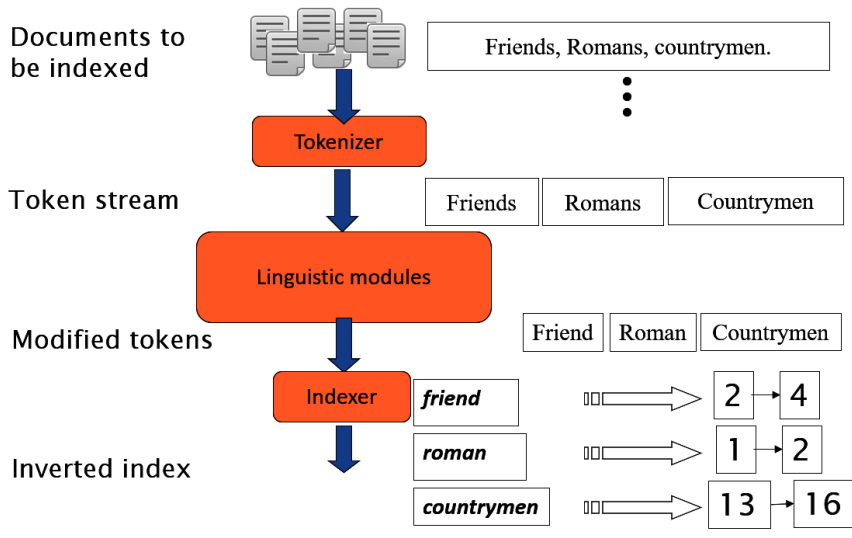 Documents to
be indexed
Friends, Romans, countrymen.
Tokenizer
Token stream
Friends
Romans
Countrymen
Linguistic modules
Modified tokens
Friend
Roman
Countrymen
Indexer
friend
2
4
roman
1
2
Inverted index
countrymen
13
16